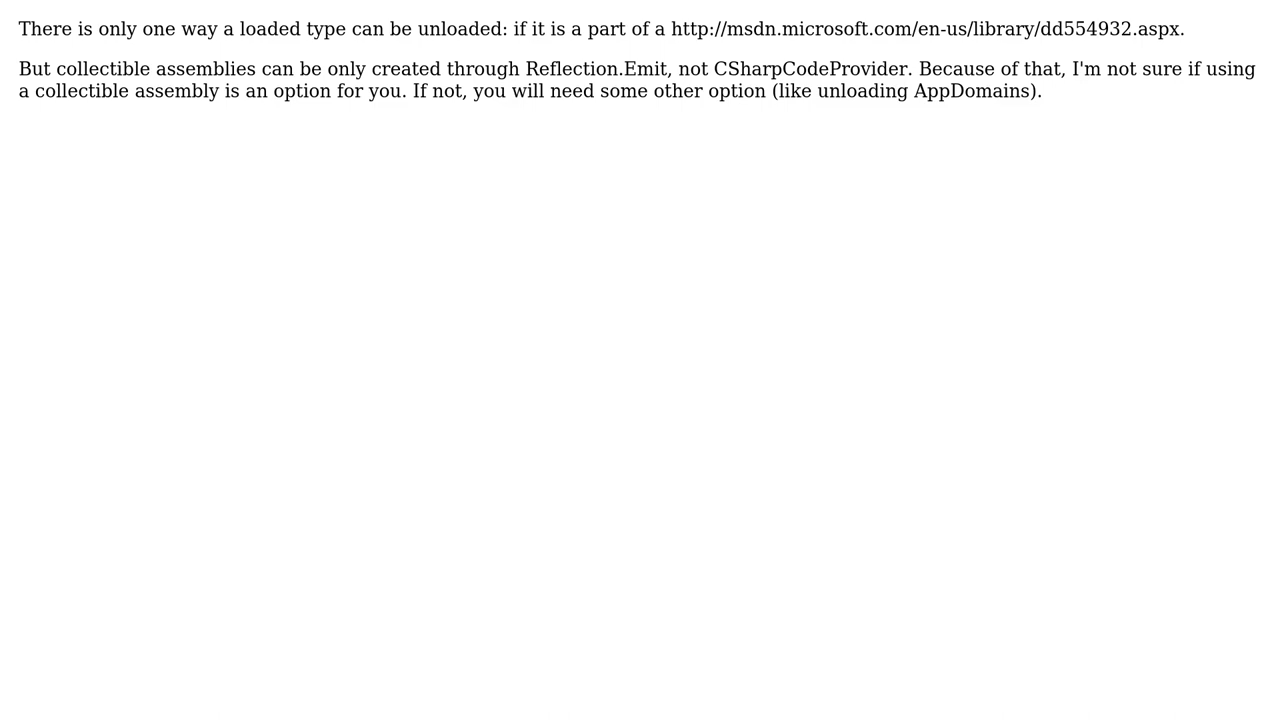 There is only one way a loaded type can be unloaded: if it is a part of a http://msdn.microsoft.com/en-us/library/dd554932.aspx.
But collectible assemblies can be only created through Reflection.Emit, not CSharpCodeProvider. Because of that, I'm not sure if using
a collectible assembly is an option for you. If not, you will need some other option (like unloading AppDomains).